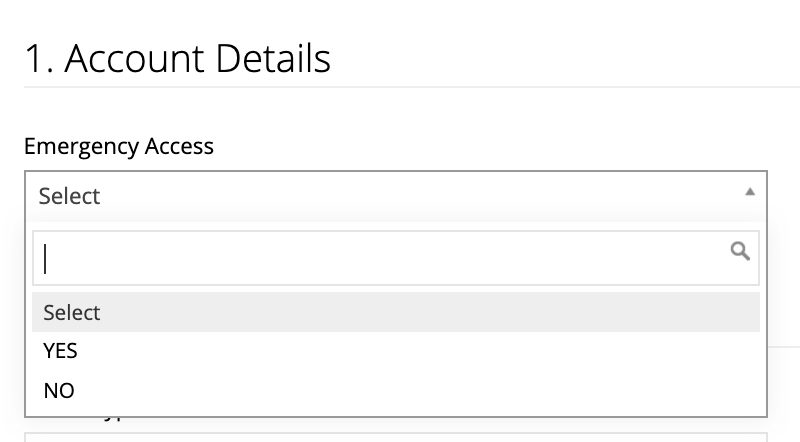 1. Account Details
Emergency Access
Select
Select
YES
NO